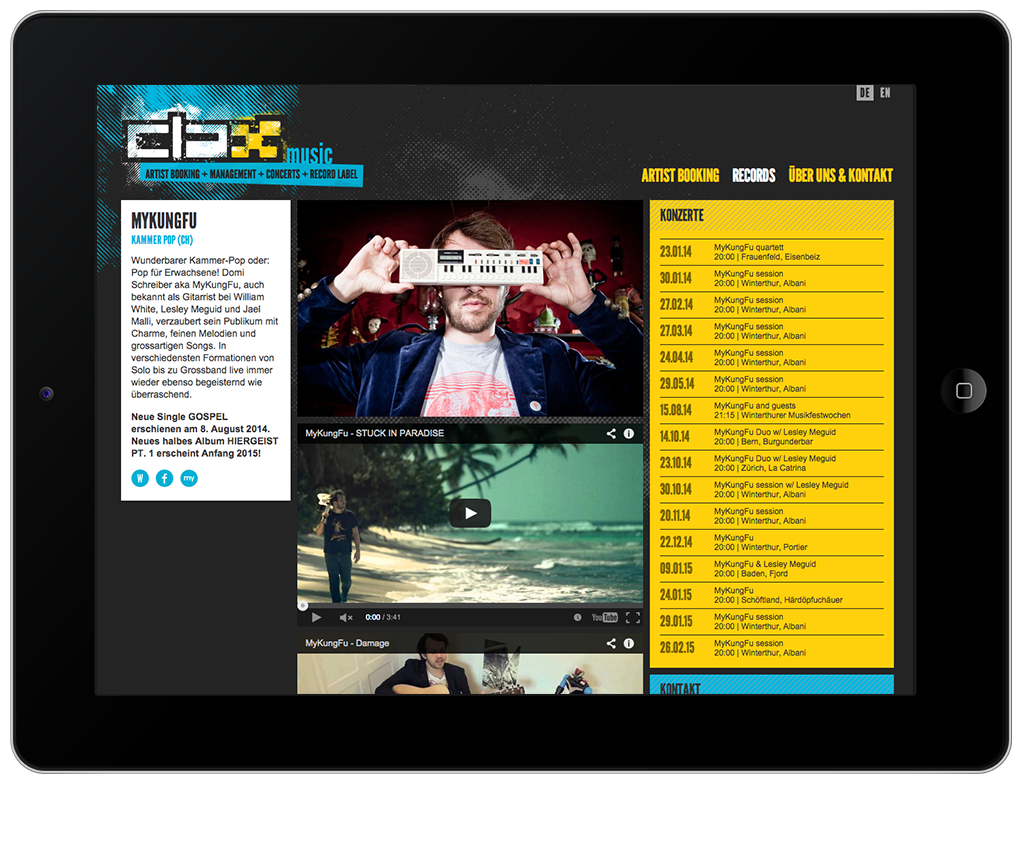 DE EN
cbx
music
ARTIST BOOKING + MANAGEMENT + CONCERTS + RECORD LABEL
ARTIST BOOKING RECORDS ÜBER UNS & KONTAKT
MYKUNGFU
KAMMER POP (CH)
Wunderbarer Kammer-Pop oder:
Pop für Erwachsene! Domi
Schreiber aka MyKungFu, auch
bekannt als Gitarrist bei William
White, Lesley Meguid und Jael
Malli, verzaubert sein Publikum mit
Charme, feinen Melodien und
grossartigen Songs. In
verschiedensten Formationen von
Solo bis zu Grossband live immer
wieder ebenso begeisternd wie
überraschend.
Neue Single GOSPEL
erschienen am 8. August 2014.
Neues halbes Album HIERGEIST
PT. 1 erscheint Anfang 2015!
W f my
MyKungFu - STUCK IN PARADISE
0:00 / 3:41
YouTube
MyKungFu - Damage
KONZERTE
23.01.14 MyKungFu quartett
20:00 | Frauenfeld, Eisenbeiz
30.01.14 MyKungFu session
20:00 | Winterthur, Albani
27.02.14 MyKungFu session
20:00 | Winterthur, Albani
27.03.14 MyKungFu session
20:00 | Winterthur, Albani
24.04.14 MyKungFu session
20:00 | Winterthur, Albani
29.05.14 MyKungFu session
20:00 | Winterthur, Albani
15.08.14 MyKungFu and guests
21:15 | Winterthurer Musikfestwochen
14.10.14 MyKungFu Duo w/ Lesley Meguid
20:00 | Bern, Burgunderbar
23.10.14 MyKungFu Duo w/ Lesley Meguid
20:00 | Zürich, La Catrina
30.10.14 MyKungFu session w/ Lesley Meguid
20:00 | Winterthur, Albani
20.11.14 MyKungFu session
20:00 | Winterthur, Albani
22.12.14 MyKungFu
20:00 | Winterthur, Portier
09.01.15 MyKungFu & Lesley Meguid
20:00 | Baden, Fjord
24.01.15 MyKungFu
20:00 | Schöftland, Härdöpfuchäuer
29.01.15 MyKungFu session
20:00 | Winterthur, Albani
26.02.15 MyKungFu session
20:00 | Winterthur, Albani
KONTAKT